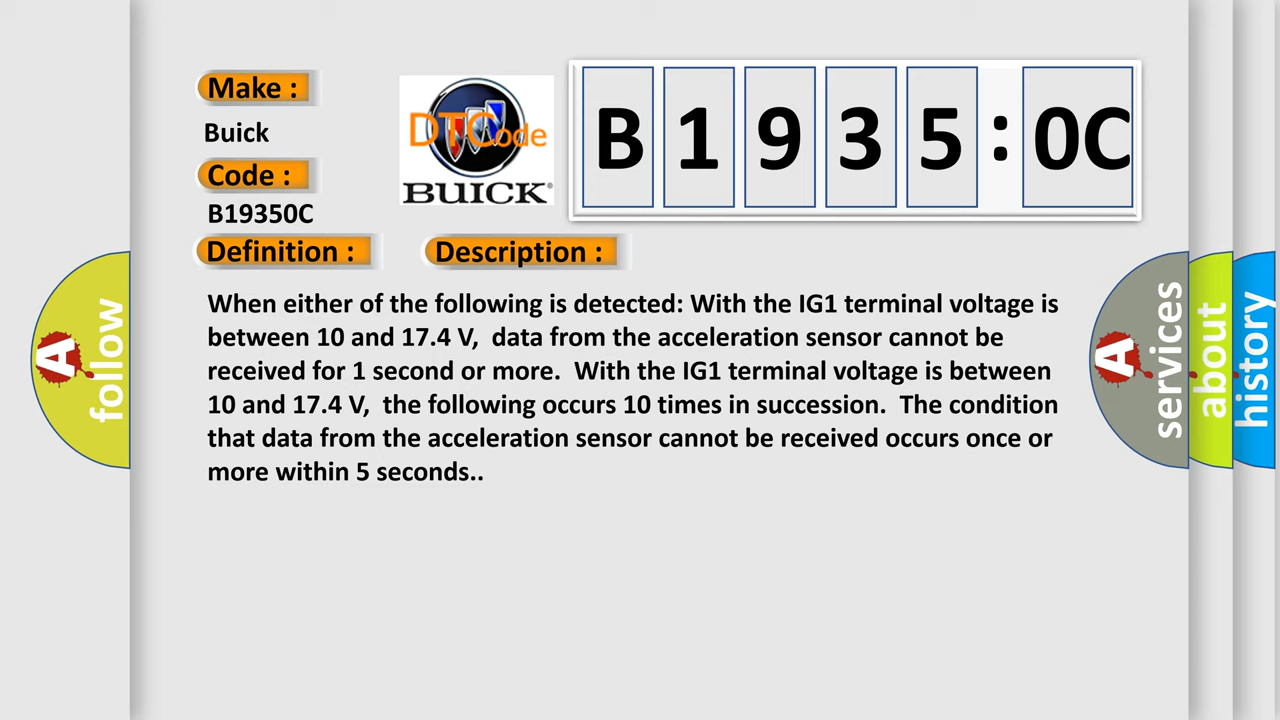 Make :
Buick
Code :
B19350C
DTCode
BUICK®
B1935:0C
Definition :
Description :
When either of the following is detected: With the IG1 terminal voltage is
between 10 and 17.4 V, data from the acceleration sensor cannot be
received for 1 second or more. With the IG1 terminal voltage is between
10 and 17.4 V, the following occurs 10 times in succession. The condition
that data from the acceleration sensor cannot be received occurs once or
more within 5 seconds..
A
follow
A
services
about
history